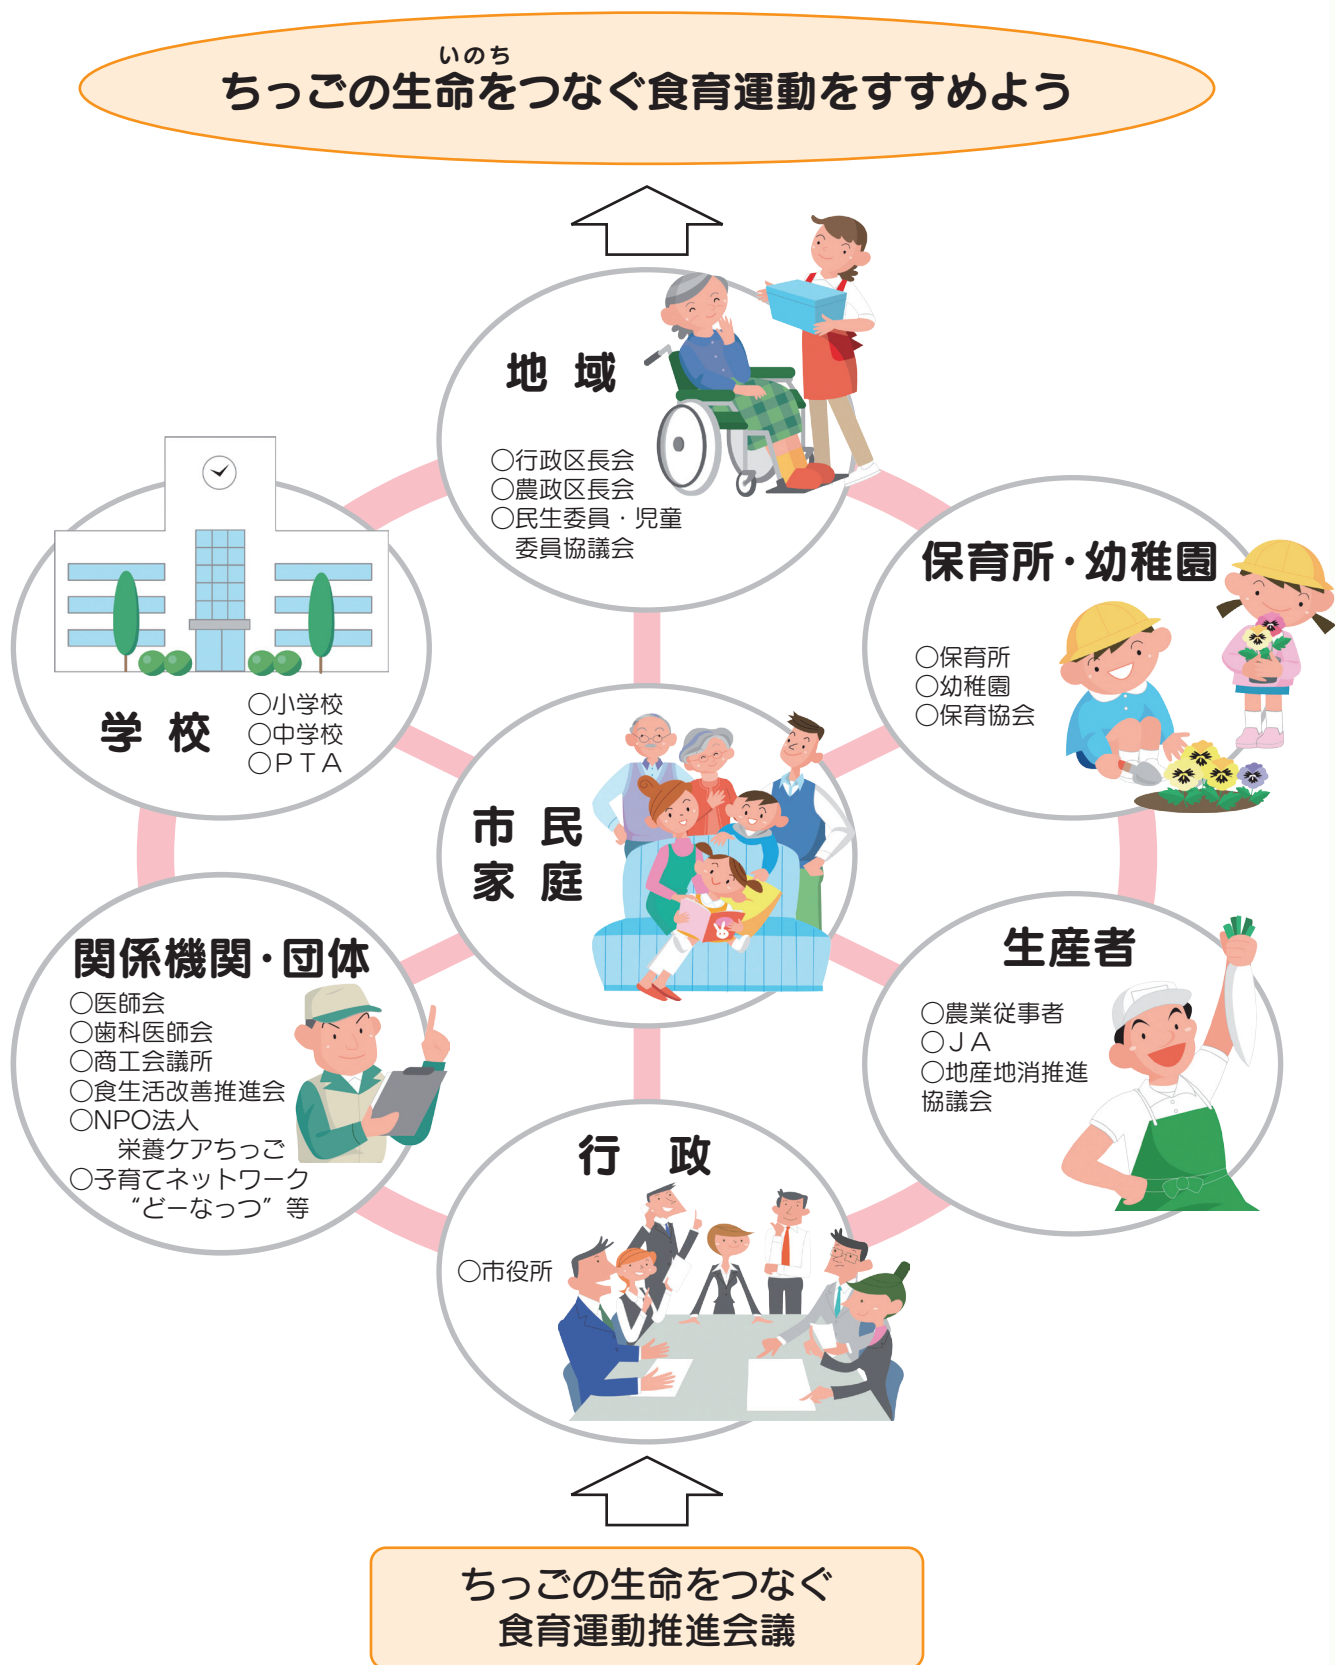 いのち
ちっごの生命をつなぐ食育運動をすすめよう
地 域
○行政区長会
○農政区長会
○民生委員・児童
委員協議会
学 校
○小学校
○中学校
○ＰＴＡ
保育所・幼稚園
○保育所
○幼稚園
○保育協会
市 民
家 庭
関係機関・団体
○医師会
○歯科医師会
○商工会議所
○食生活改善推進会
○NPO法人
栄養ケアちっご
○子育てネットワーク
“どーなっつ”等
生産者
○農業従事者
○ＪＡ
○地産地消推進
協議会
行 政
○市役所
ちっごの生命をつなぐ
食育運動推進会議